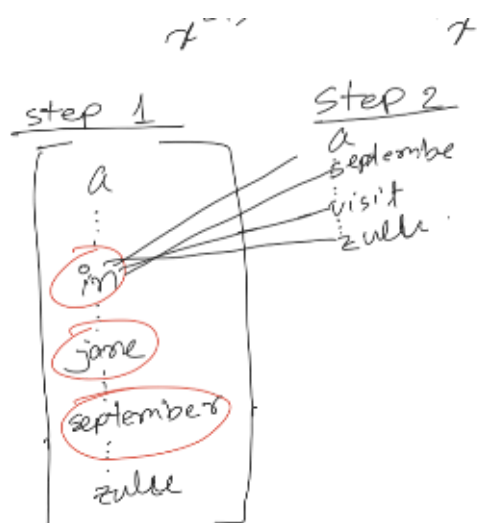 step 1
a
in
jane
september
zulu
Step 2
a
septembe
visit
zulu